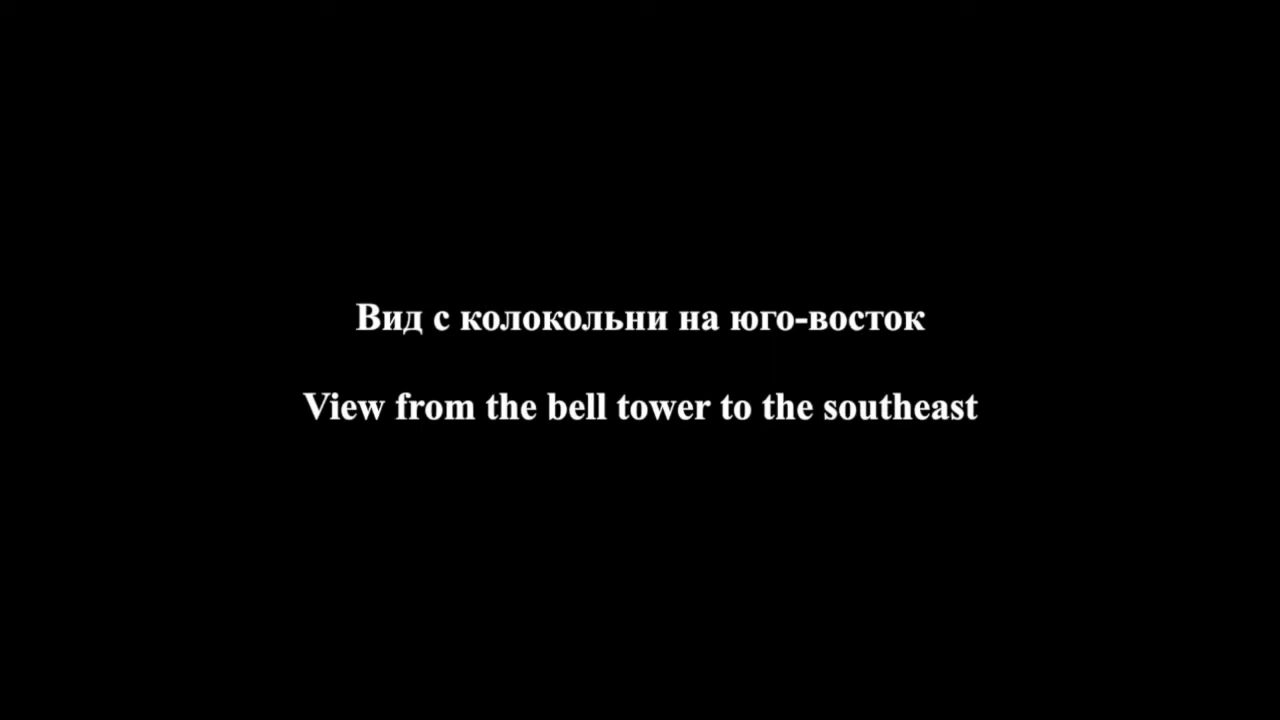 Вид с колокольни на юго-восток
View from the bell tower to the southeast